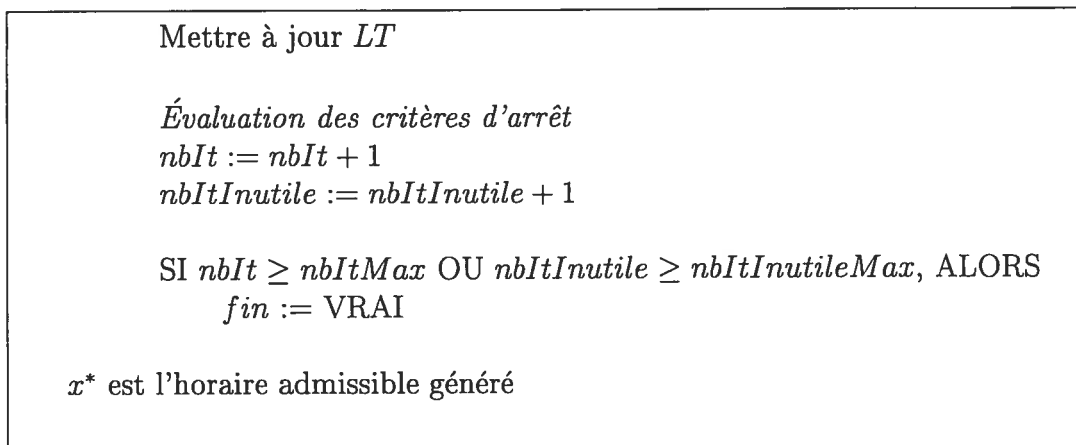 Mettre à jour LT
Évaluation des critères d'arrêt
nbIt := nbIt + 1
nbItInutile := nbItInutile + 1
SI nbIt ≥ nbItMax OU nbItInutile ≥ nbItInutileMax, ALORS
fin := VRAI
x* est l'horaire admissible généré